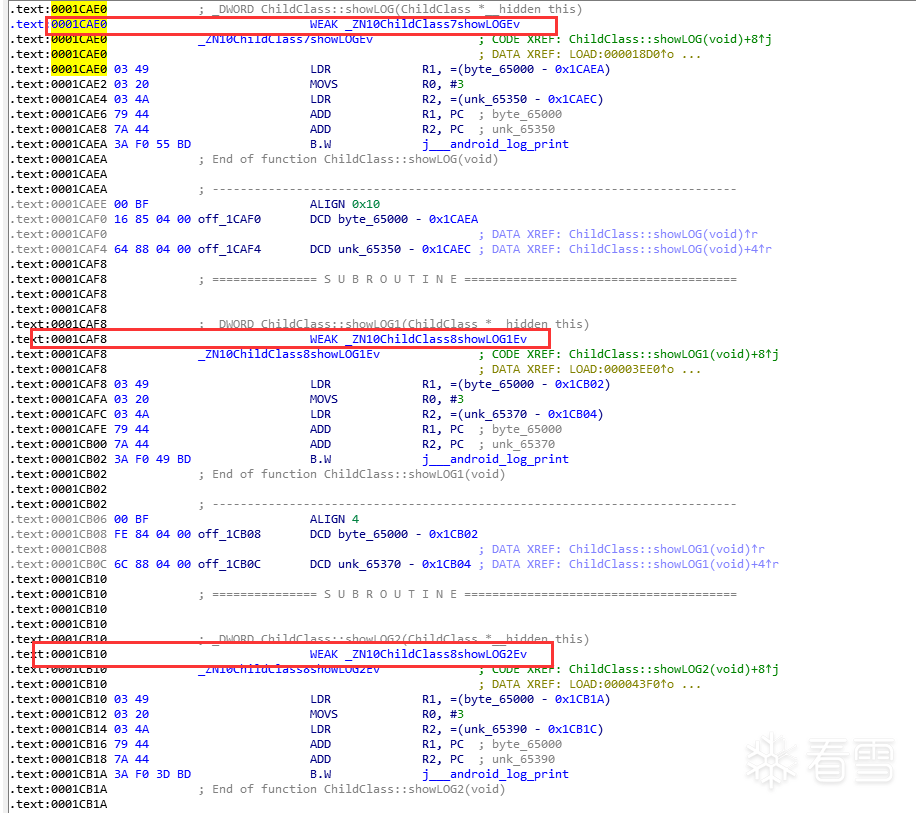 .text:0001CAE0 ; _DWORD ChildClass::showLOG(ChildClass *__hidden this)
.text:0001CAE0 WEAK _ZN10ChildClass7showLOGEv
.text:0001CAE0 _ZN10ChildClass7showLOGEv ; CODE XREF: ChildClass::showLOG(void)+8↑j
.text:0001CAE0 ; DATA XREF: LOAD:000018D0↑o ...
.text:0001CAE0 03 49 LDR R1, =(byte_65000 - 0x1CAEA)
.text:0001CAE2 03 20 MOVS R0, #3
.text:0001CAE4 03 4A LDR R2, =(unk_65350 - 0x1CAEC)
.text:0001CAE6 79 44 ADD R1, PC ; byte_65000
.text:0001CAE8 7A 44 ADD R2, PC ; unk_65350
.text:0001CAEA 3A F0 55 BD B.W j___android_log_print
.text:0001CAEA ; End of function ChildClass::showLOG(void)
.text:0001CAEA
.text:0001CAEA ; ---------------------------------------------------------------------------
.text:0001CAEE 00 BF ALIGN 0x10
.text:0001CAF0 16 85 04 00 off_1CAF0 DCD byte_65000 - 0x1CAEA
.text:0001CAF0 ; DATA XREF: ChildClass::showLOG(void)↑r
.text:0001CAF4 64 88 04 00 off_1CAF4 DCD unk_65350 - 0x1CAEC ; DATA XREF: ChildClass::showLOG(void)+4↑r
.text:0001CAF8
.text:0001CAF8 ; =============== S U B R O U T I N E =======================================
.text:0001CAF8
.text:0001CAF8
.text:0001CAF8 ; _DWORD ChildClass::showLOG1(ChildClass *__hidden this)
.text:0001CAF8 WEAK _ZN10ChildClass8showLOG1Ev
.text:0001CAF8 _ZN10ChildClass8showLOG1Ev ; CODE XREF: ChildClass::showLOG1(void)+8↑j
.text:0001CAF8 ; DATA XREF: LOAD:00003EE0↑o ...
.text:0001CAF8 03 49 LDR R1, =(byte_65000 - 0x1CB02)
.text:0001CAFA 03 20 MOVS R0, #3
.text:0001CAFC 03 4A LDR R2, =(unk_65370 - 0x1CB04)
.text:0001CAFE 79 44 ADD R1, PC ; byte_65000
.text:0001CB00 7A 44 ADD R2, PC ; unk_65370
.text:0001CB02 3A F0 49 BD B.W j___android_log_print
.text:0001CB02 ; End of function ChildClass::showLOG1(void)
.text:0001CB02
.text:0001CB02 ; ---------------------------------------------------------------------------
.text:0001CB06 00 BF ALIGN 4
.text:0001CB08 FE 84 04 00 off_1CB08 DCD byte_65000 - 0x1CB02
.text:0001CB08 ; DATA XREF: ChildClass::showLOG1(void)↑r
.text:0001CB0C 6C 88 04 00 off_1CB0C DCD unk_65370 - 0x1CB04 ; DATA XREF: ChildClass::showLOG1(void)+4↑r
.text:0001CB10
.text:0001CB10 ; =============== S U B R O U T I N E =======================================
.text:0001CB10
.text:0001CB10
.text:0001CB10 ; _DWORD ChildClass::showLOG2(ChildClass *__hidden this)
.text:0001CB10 WEAK _ZN10ChildClass8showLOG2Ev
.text:0001CB10 _ZN10ChildClass8showLOG2Ev ; CODE XREF: ChildClass::showLOG2(void)+8↑j
.text:0001CB10 ; DATA XREF: LOAD:000043F0↑o ...
.text:0001CB10 03 49 LDR R1, =(byte_65000 - 0x1CB1A)
.text:0001CB12 03 20 MOVS R0, #3
.text:0001CB14 03 4A LDR R2, =(unk_65390 - 0x1CB1C)
.text:0001CB16 79 44 ADD R1, PC ; byte_65000
.text:0001CB18 7A 44 ADD R2, PC ; unk_65390
.text:0001CB1A 3A F0 3D BD B.W j___android_log_print
.text:0001CB1A ; End of function ChildClass::showLOG2(void)
.text:0001CB1A
看雪